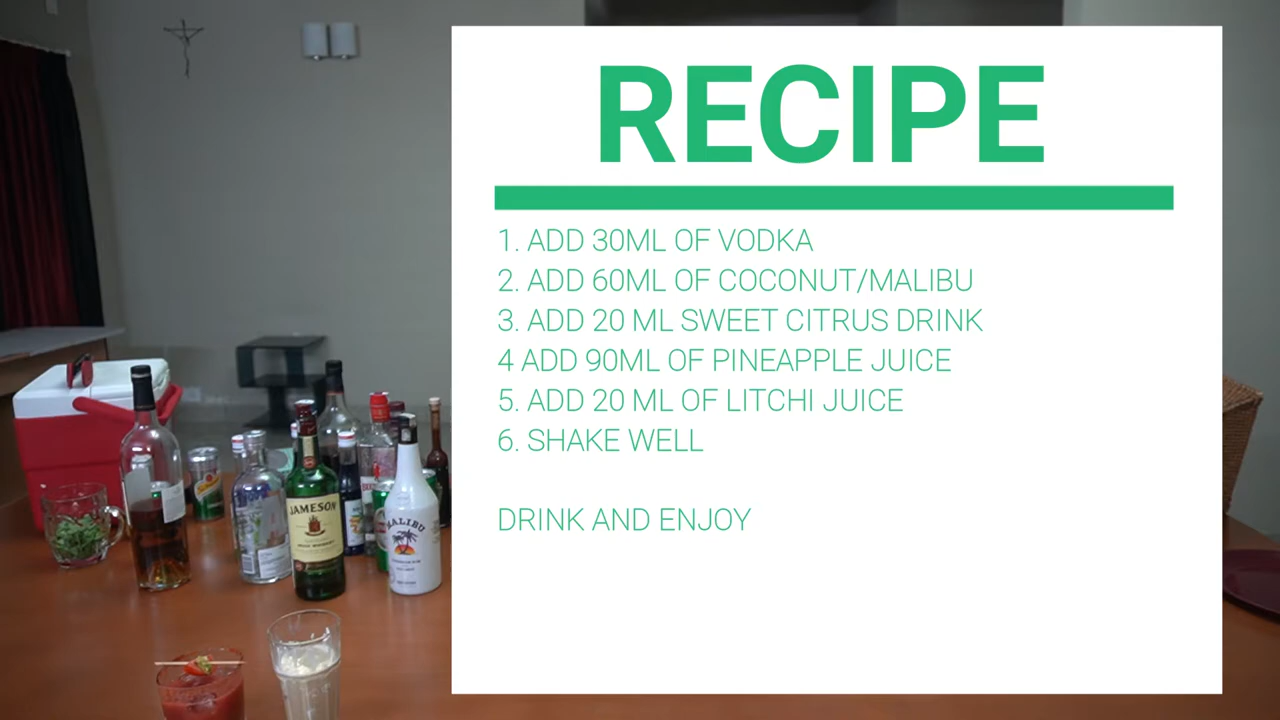 RECIPE
1. ADD 30ML OF VODKA
2. ADD 60ML OF COCONUT/MALIBU
3. ADD 20 ML SWEET CITRUS DRINK
4 ADD 90ML OF PINEAPPLE JUICE
5. ADD 20 ML OF LITCHI JUICE
6. SHAKE WELL
DRINK AND ENJOY
JAMESON
MALIBU